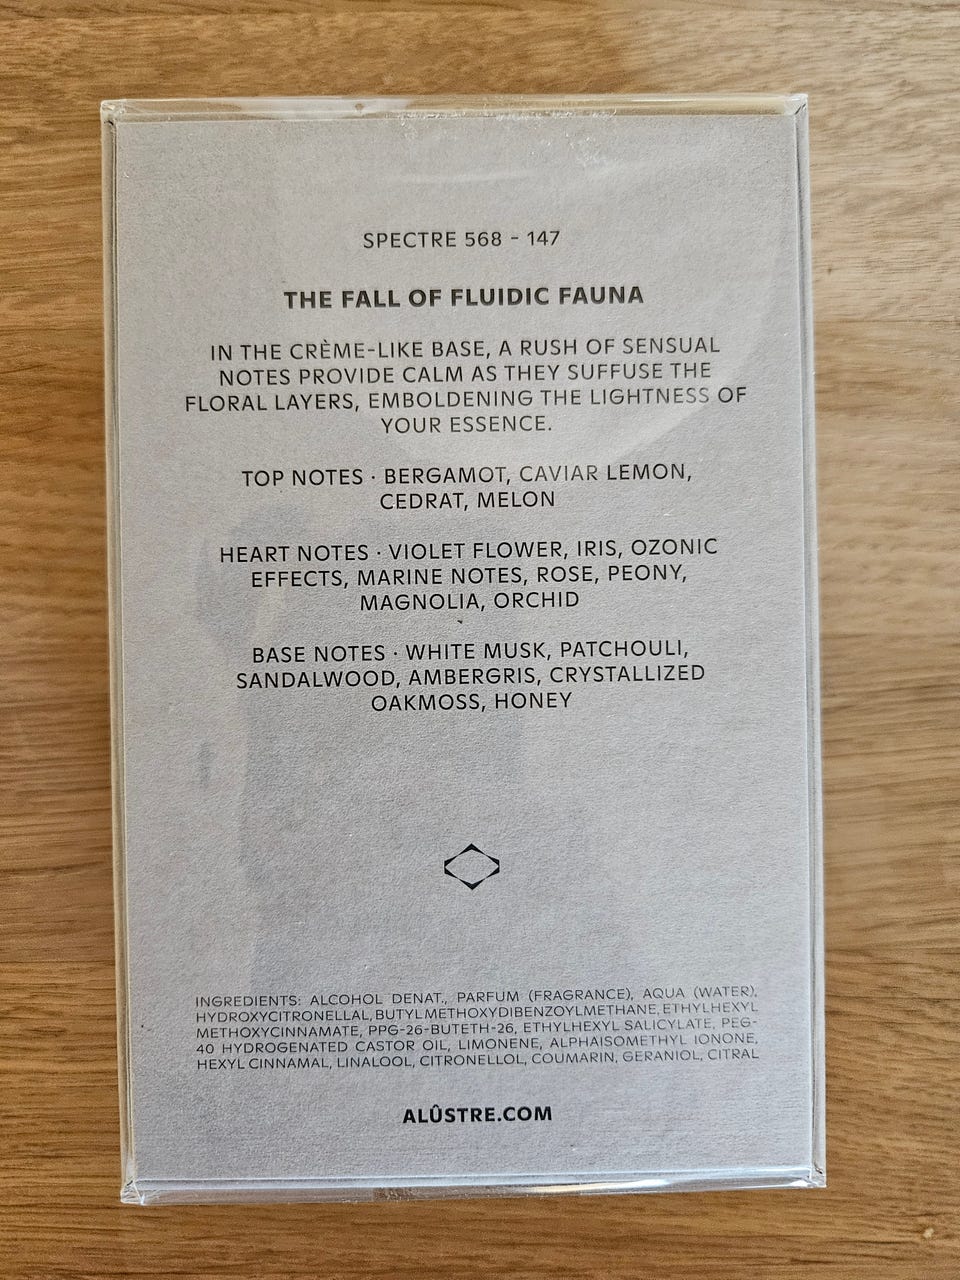 SPECTRE 568 - 147
THE FALL OF FLUIDIC FAUNA
IN THE CRÈME-LIKE BASE, A RUSH OF SENSUAL
NOTES PROVIDE CALM AS THEY SUFFUSE THE
FLORAL LAYERS, EMBOLDENING THE LIGHTNESS OF
YOUR ESSENCE.
TOP NOTES · BERGAMOT, CAVIAR LEMON,
CEDRAT, MELON
HEART NOTES · VIOLET FLOWER, IRIS, OZONIC
EFFECTS, MARINE NOTES, ROSE, PEONY,
MAGNOLIA, ORCHID
BASE NOTES · WHITE MUSK, PATCHOULI,
SANDALWOOD, AMBERGRIS, CRYSTALLIZED
OAKMOSS, HONEY
INGREDIENTS: ALCOHOL DENAT., PARFUM (FRAGRANCE), AQUA (WATER),
HYDROXYCITRONELLAL, BUTYL METHOXYDIBENZOYLMETHANE, ETHYLHEXYL
METHOXYCINNAMATE, PPG-26-BUTETH-26, ETHYLHEXYL SALICYLATE, PEG-
40 HYDROGENATED CASTOR OIL, LIMONENE, ALPHAISOMETHYL IONONE,
HEXYL CINNAMAL, LINALOOL, CITRONELLOL, COUMARIN, GERANIOL, CITRAL
ALÛSTRE.COM